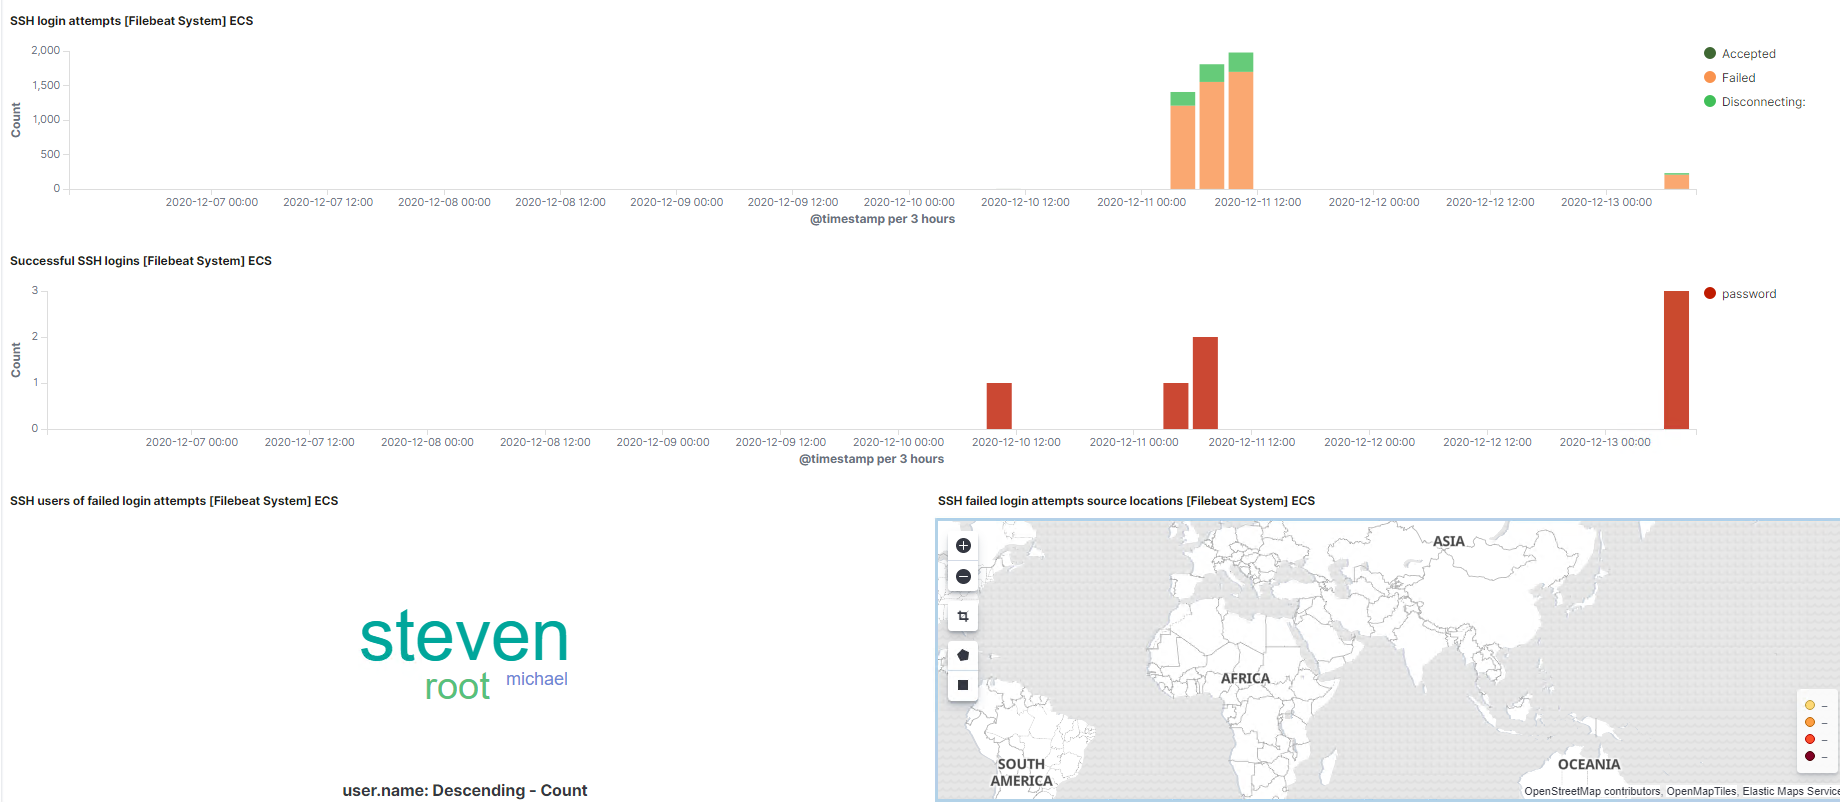 SSH login attempts [Filebeat System] ECS
2,000
1,500
1,000
500
0
Count
2020-12-07 00:00 2020-12-07 12:00 2020-12-08 00:00 2020-12-08 12:00 2020-12-09 00:00 2020-12-09 12:00 2020-12-10 00:00 2020-12-10 12:00 2020-12-11 00:00 2020-12-11 12:00 2020-12-12 00:00 2020-12-12 12:00 2020-12-13 00:00
@timestamp per 3 hours
Accepted
Failed
Disconnecting:
Successful SSH logins [Filebeat System] ECS
3
2
1
0
Count
2020-12-07 00:00 2020-12-07 12:00 2020-12-08 00:00 2020-12-08 12:00 2020-12-09 00:00 2020-12-09 12:00 2020-12-10 00:00 2020-12-10 12:00 2020-12-11 00:00 2020-12-11 12:00 2020-12-12 00:00 2020-12-12 12:00 2020-12-13 00:00
@timestamp per 3 hours
password
SSH users of failed login attempts [Filebeat System] ECS
steven
root michael
user.name: Descending - Count
SSH failed login attempts source locations [Filebeat System] ECS
ASIA
AFRICA
SOUTH
AMERICA
OCEANIA
–
–
–
–
OpenStreetMap contributors, OpenMapTiles, Elastic Maps Service